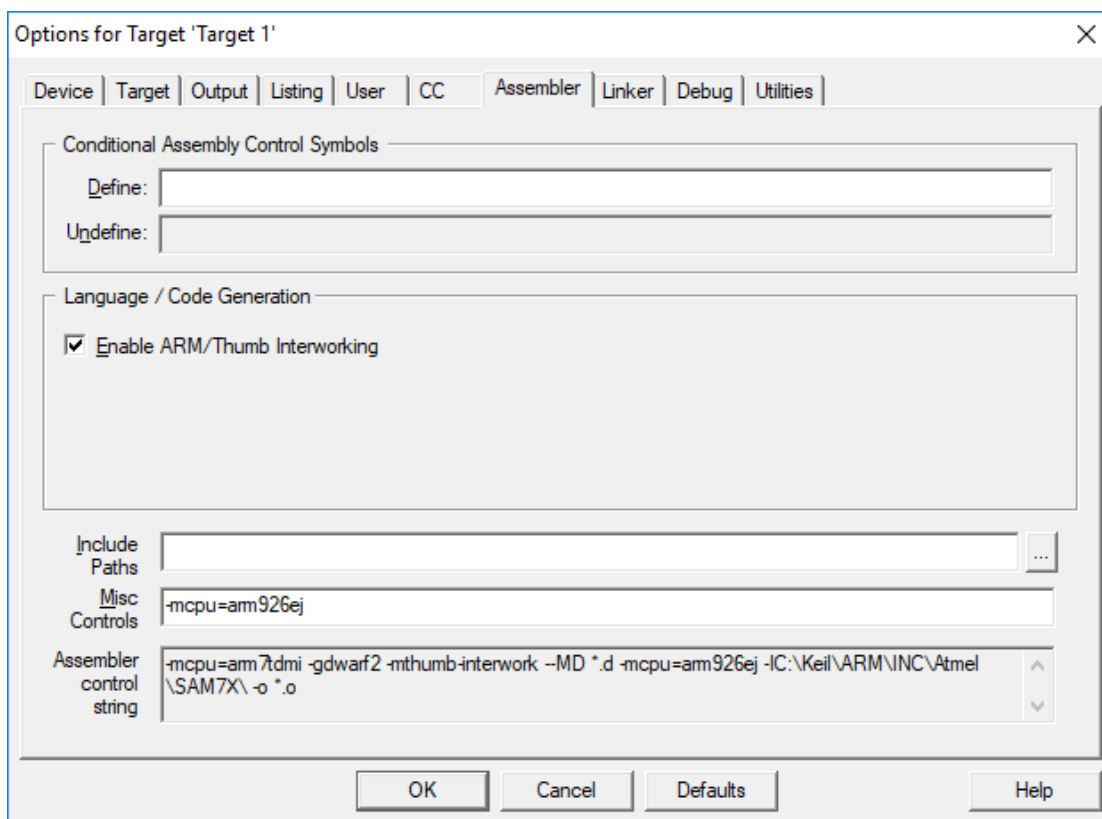 Options for Target 'Target 1'
Device Target Output Listing User CC Assembler Linker Debug Utilities
Conditional Assembly Control Symbols
Define:
Undefine:
Language / Code Generation
Enable ARM/Thumb Interworking
Include
Paths
...
Misc
Controls
-mcpu=arm926ej
Assembler
control
string
-mcpu=arm7tdmi -gdwarf2 -mthumb-interwork --MD *.d -mcpu=arm926ej -IC:\Keil\ARM\INC\Atmel
\SAM7X\ -o *.o
OK Cancel Defaults Help